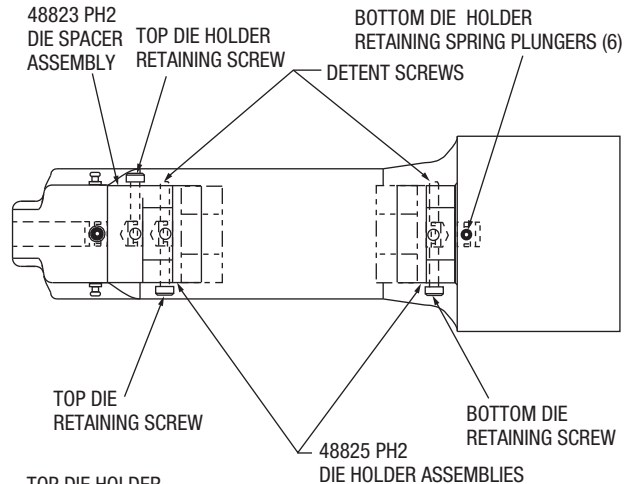 48823 PH2
DIE SPACER
ASSEMBLY
TOP DIE HOLDER
RETAINING SCREW
BOTTOM DIE HOLDER
RETAINING SPRING PLUNGERS (6)
DETENT SCREWS
TOP DIE
RETAINING SCREW
BOTTOM DIE
RETAINING SCREW
48825 PH2
DIE HOLDER ASSEMBLIES
TOP DIE HOLDER